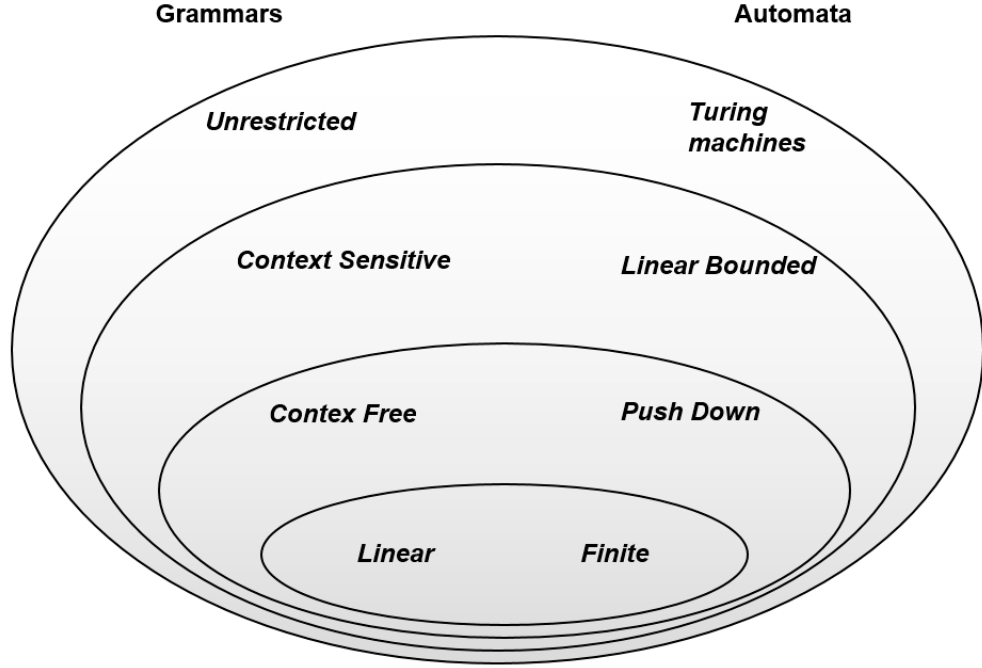 Grammars
Automata
Unrestricted
Turing
machines
Context Sensitive
Linear Bounded
Contex Free
Push Down
Linear
Finite